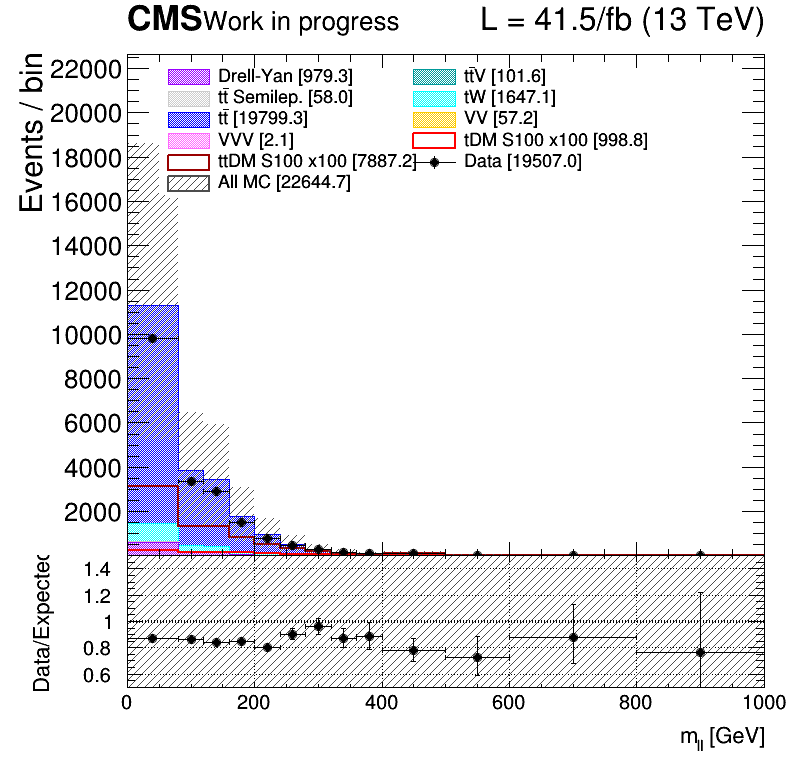 CMS Work in progress L = 41.5/fb (13 TeV)
Events / bin
22000
20000
18000
16000
14000
12000
10000
8000
6000
4000
2000
Drell-Yan [979.3]
tt̄ Semilep. [58.0]
tt̄ [19799.3]
VVV [2.1]
ttDM S100 x100 [7887.2]
All MC [22644.7]
tt̄V [101.6]
tW [1647.1]
VV [57.2]
tDM S100 x100 [998.8]
Data [19507.0]
Data/Expected
1.4
1.2
1
0.8
0.6
0 200 400 600 800 1000
m_ll [GeV]